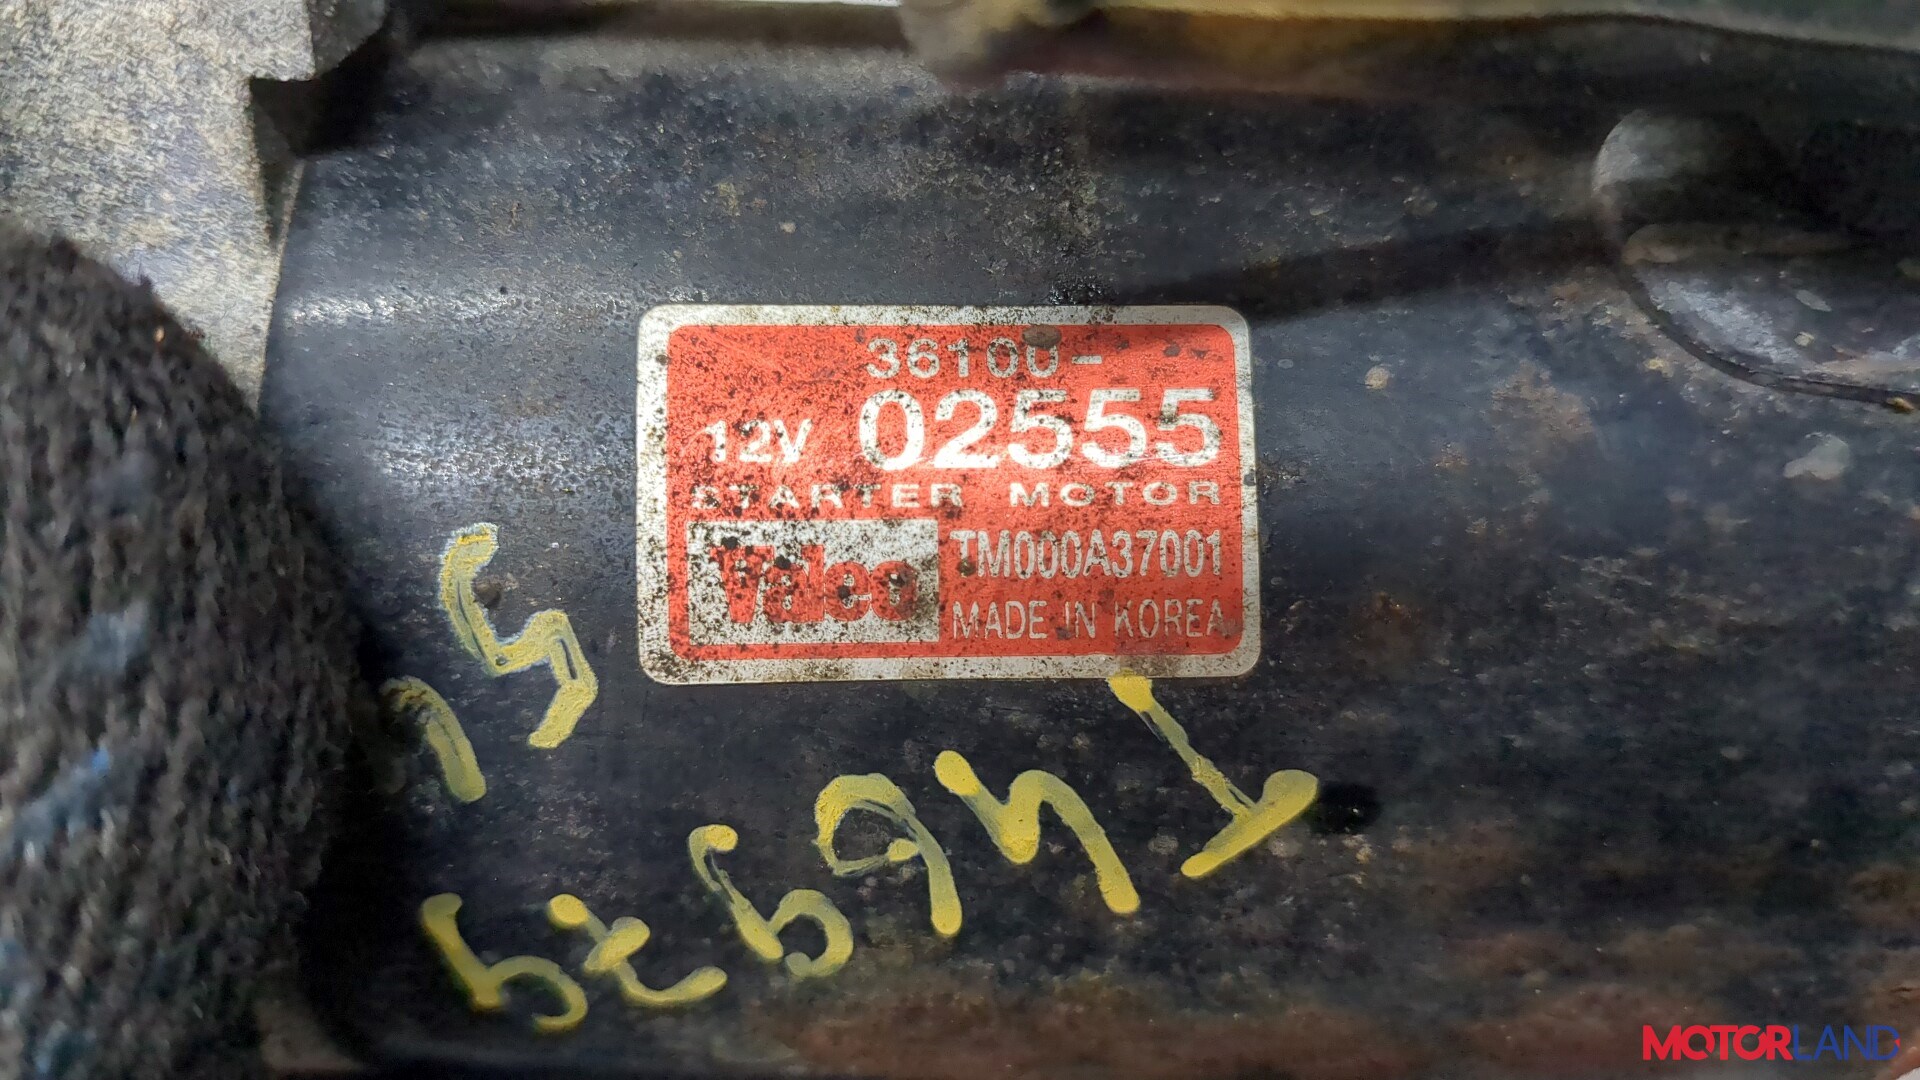 36100-
12V 02555
STARTER MOTOR
Valeo TM000A37001
MADE IN KOREA
MOTORLAND